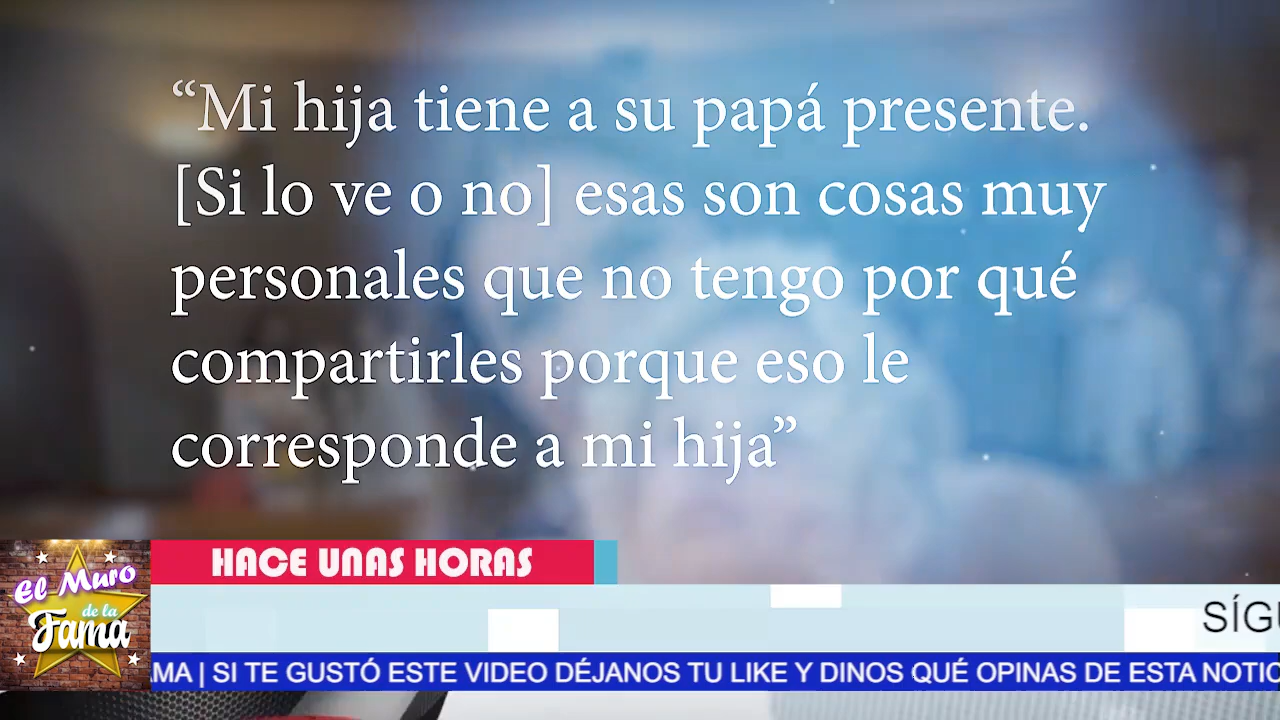 “Mi hija tiene a su papá presente.
[Si lo ve o no] esas son cosas muy
personales que no tengo por qué
compartirles porque eso le
corresponde a mi hija”
HACE UNAS HORAS
El Muro
de la
Fama
SÍGU
MA | SI TE GUSTÓ ESTE VIDEO DÉJANOS TU LIKE Y DINOS QUÉ OPINAS DE ESTA NOTIC